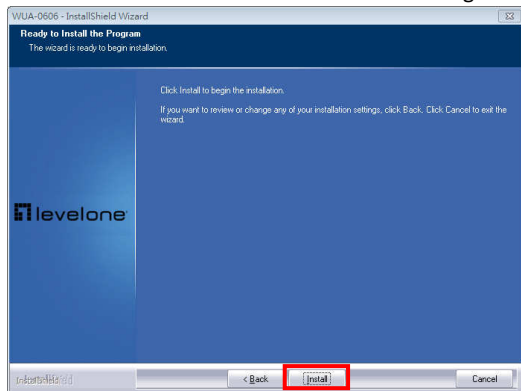 WUA-0606 - InstallShield Wizard
Ready to Install the Program
The wizard is ready to begin installation.
Click Install to begin the installation.
If you want to review or change any of your installation settings, click Back. Click Cancel to exit the
wizard.
levelone
InstallShield
< Back Install Cancel